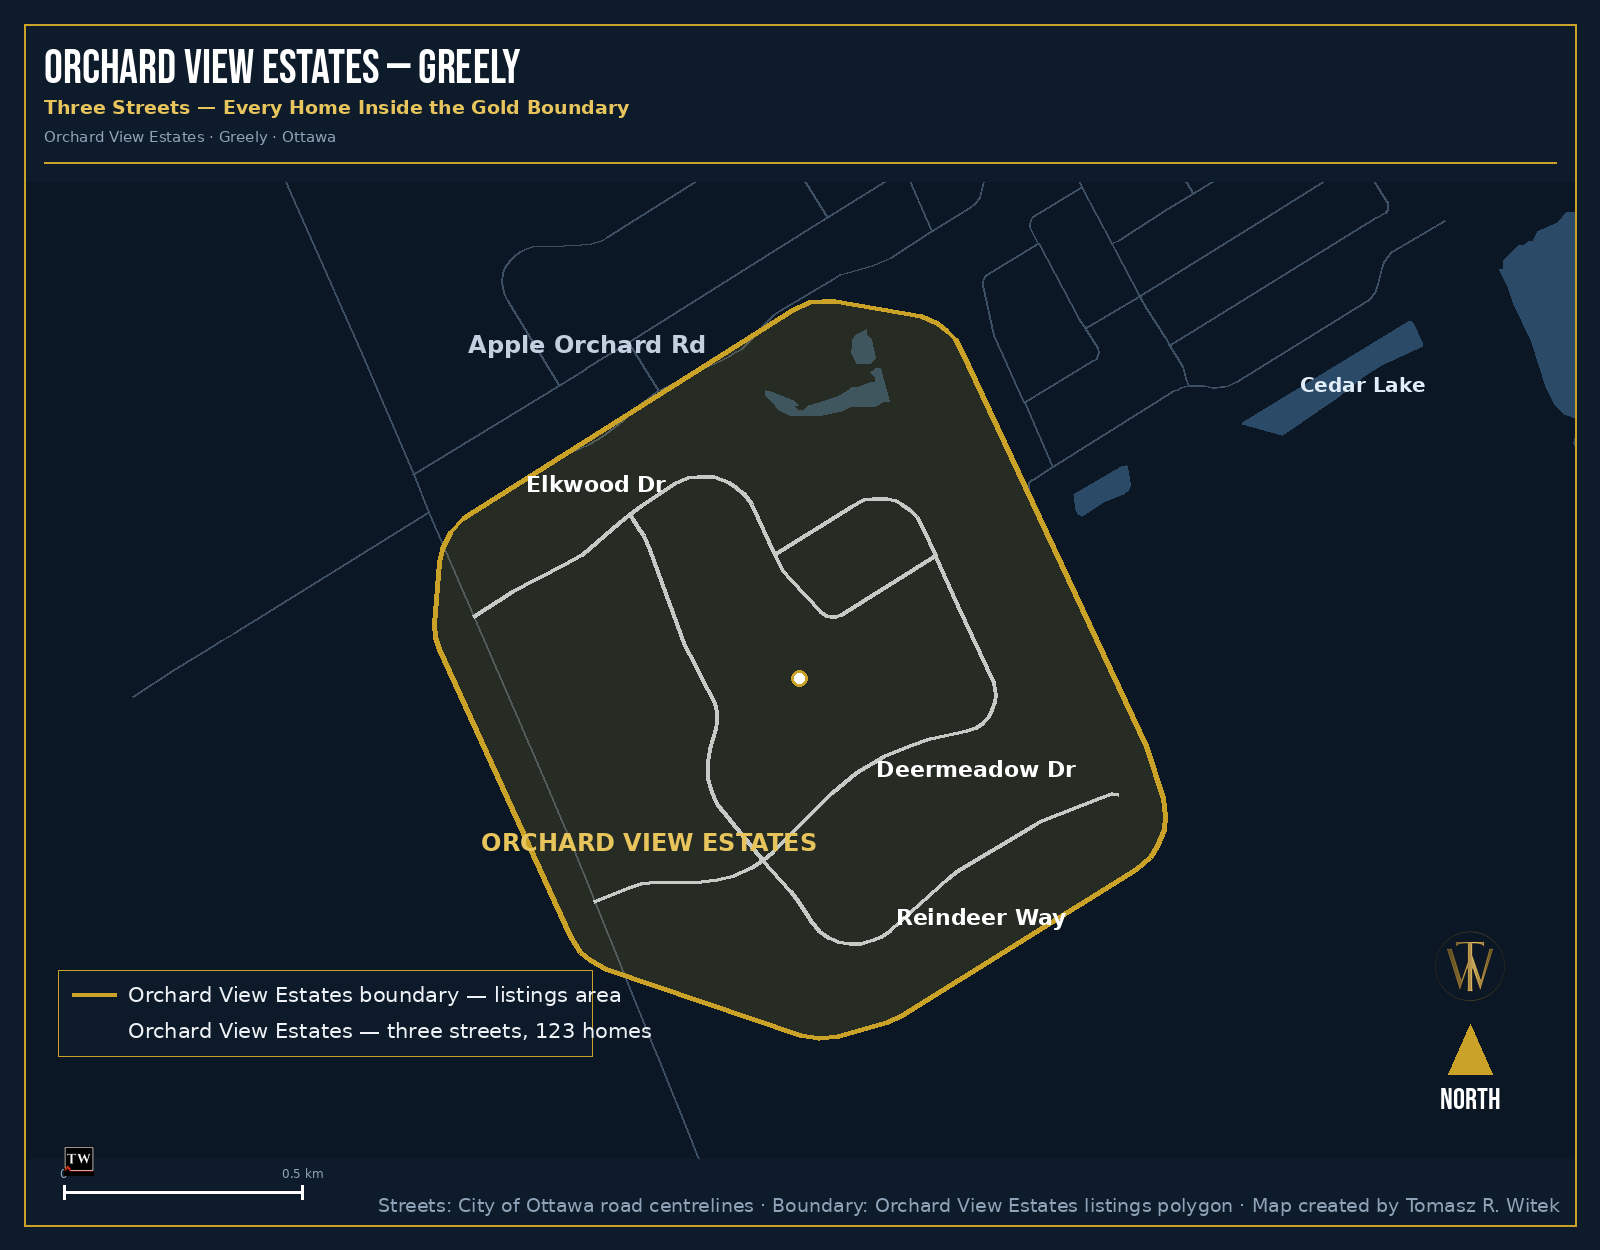 ORCHARD VIEW ESTATES — GREELY
Three Streets — Every Home Inside the Gold Boundary
Orchard View Estates · Greely · Ottawa
Apple Orchard Rd
Cedar Lake
Elkwood Dr
Deermeadow Dr
ORCHARD VIEW ESTATES
Reindeer Way
Orchard View Estates boundary — listings area
Orchard View Estates — three streets, 123 homes
TW
NORTH
TW
0
0.5 km
Streets: City of Ottawa road centrelines · Boundary: Orchard View Estates listings polygon · Map created by Tomasz R. Witek